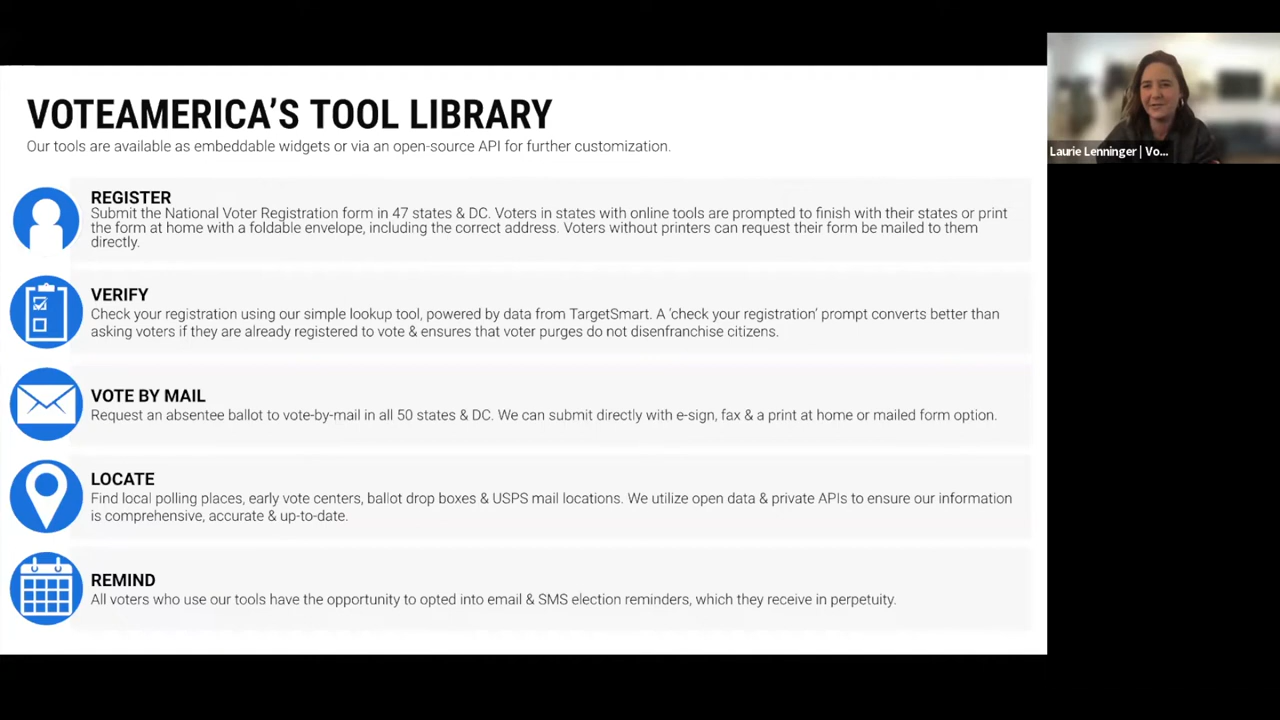 VOTEAMERICA'S TOOL LIBRARY
Our tools are available as embeddable widgets or via an open-source API for further customization.
REGISTER
Submit the National Voter Registration form in 47 states & DC. Voters in states with online tools are prompted to finish with their states or print
the form at home with a foldable envelope, including the correct address. Voters without printers can request their form be mailed to them
directly.
VERIFY
Check your registration using our simple lookup tool, powered by data from TargetSmart. A 'check your registration' prompt converts better than
asking voters if they are already registered to vote & ensures that voter purges do not disenfranchise citizens.
VOTE BY MAIL
Request an absentee ballot to vote-by-mail in all 50 states & DC. We can submit directly with e-sign, fax & a print at home or mailed form option.
LOCATE
Find local polling places, early vote centers, ballot drop boxes & USPS mail locations. We utilize open data & private APIs to ensure our information
is comprehensive, accurate & up-to-date.
REMIND
All voters who use our tools have the opportunity to opted into email & SMS election reminders, which they receive in perpetuity.
Laurie Lenninger | Vo...